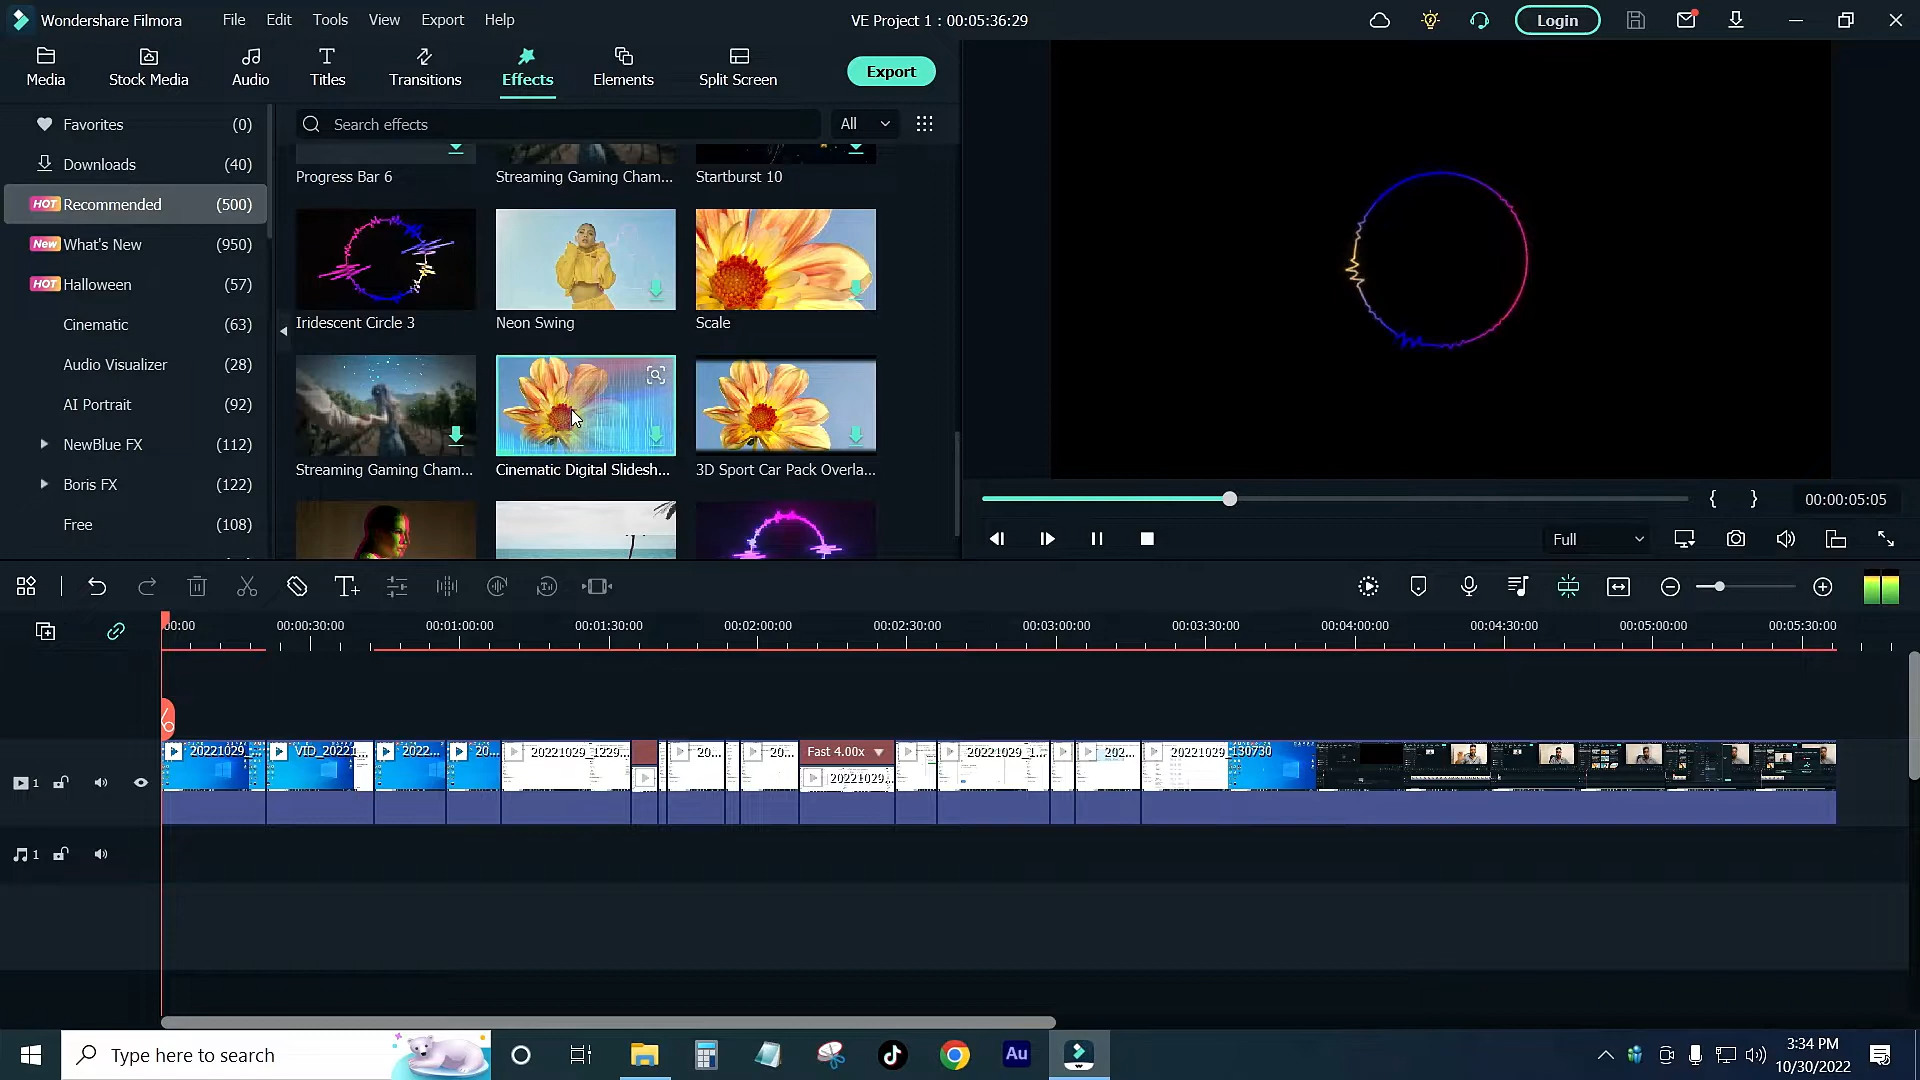 Wondershare Filmora
File Edit Tools View Export Help
VE Project 1 : 00:05:36:29
Login
Media Stock Media Audio Titles Transitions Effects Elements Split Screen
Export
Favorites (0)
Search effects
All
Downloads (40)
HOT Recommended (500)
New What's New (950)
HOT Halloween (57)
Cinematic (63)
Audio Visualizer (28)
AI Portrait (92)
NewBlue FX (112)
Boris FX (122)
Free (108)
Progress Bar 6 Streaming Gaming Cham... Startburst 10
Iridescent Circle 3 Neon Swing Scale
Streaming Gaming Cham... Cinematic Digital Slidesh... 3D Sport Car Pack Overla...
{ } 00:00:05:05
Full
00:00 00:00:30:00 00:01:00:00 00:01:30:00 00:02:00:00 00:02:30:00 00:03:00:00 00:03:30:00 00:04:00:00 00:04:30:00 00:05:00:00 00:05:30:00
20221029_ VID_20221... 2022... 20... 20221029_1229... 20... 20... Fast 4.00x 20221029_1... 202... 20221029_130730
20221029...
1
1
Type here to search
Au
3:34 PM
10/30/2022